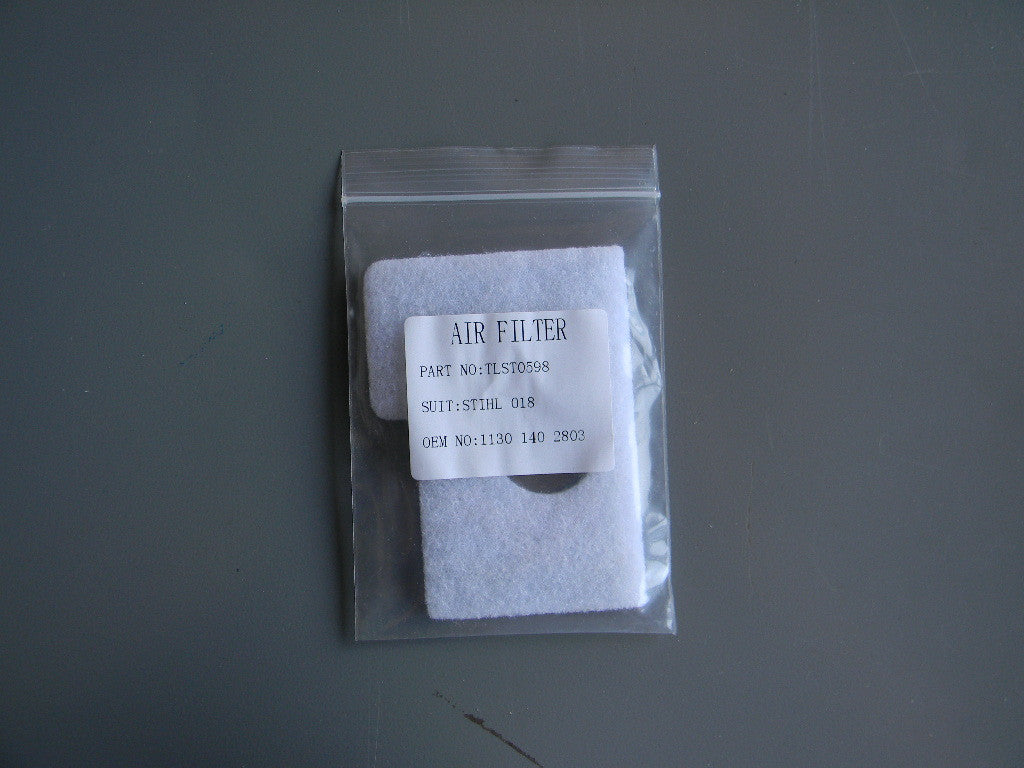 AIR FILTER
PART NO:TLST0598
SUIT:STIHL 018
OEM NO:1130 140 2803